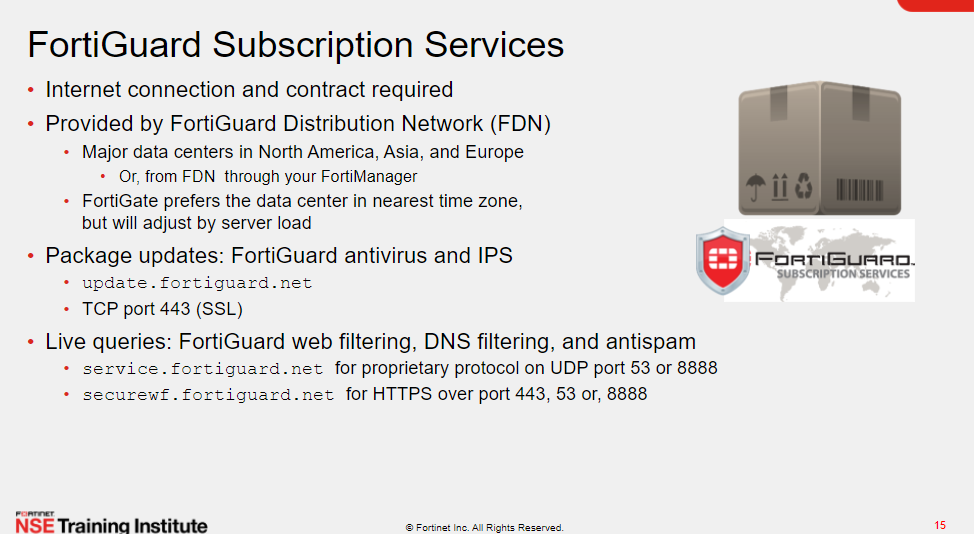 FortiGuard Subscription Services
• Internet connection and contract required
• Provided by FortiGuard Distribution Network (FDN)
• Major data centers in North America, Asia, and Europe
• Or, from FDN through your FortiManager
• FortiGate prefers the data center in nearest time zone,
but will adjust by server load
• Package updates: FortiGuard antivirus and IPS
• update.fortiguard.net
• TCP port 443 (SSL)
• Live queries: FortiGuard web filtering, DNS filtering, and antispam
• service.fortiguard.net for proprietary protocol on UDP port 53 or 8888
• securewf.fortiguard.net for HTTPS over port 443, 53 or, 8888
FORTIGUARD
SUBSCRIPTION SERVICES
FORTINET
NSE Training Institute
© Fortinet Inc. All Rights Reserved.
15